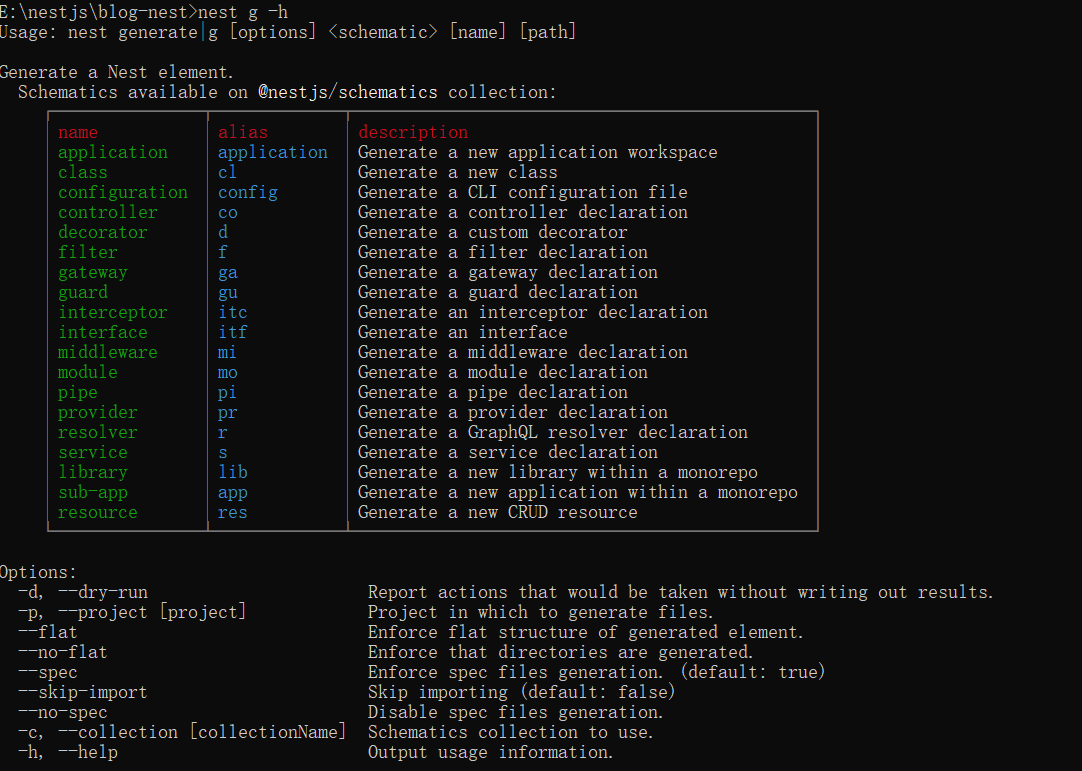 E:\nestjs\blog-nest>nest g -h
Usage: nest generate|g [options] <schematic> [name] [path]
Generate a Nest element.
Schematics available on @nestjs/schematics collection:
name alias description
application application Generate a new application workspace
class cl Generate a new class
configuration config Generate a CLI configuration file
controller co Generate a controller declaration
decorator d Generate a custom decorator
filter f Generate a filter declaration
gateway ga Generate a gateway declaration
guard gu Generate a guard declaration
interceptor itc Generate an interceptor declaration
interface itf Generate an interface
middleware mi Generate a middleware declaration
module mo Generate a module declaration
pipe pi Generate a pipe declaration
provider pr Generate a provider declaration
resolver r Generate a GraphQL resolver declaration
service s Generate a service declaration
library lib Generate a new library within a monorepo
sub-app app Generate a new application within a monorepo
resource res Generate a new CRUD resource
Options:
-d, --dry-run Report actions that would be taken without writing out results.
-p, --project [project] Project in which to generate files.
--flat Enforce flat structure of generated element.
--no-flat Enforce that directories are generated.
--spec Enforce spec files generation. (default: true)
--skip-import Skip importing (default: false)
--no-spec Disable spec files generation.
-c, --collection [collectionName] Schematics collection to use.
-h, --help Output usage information.